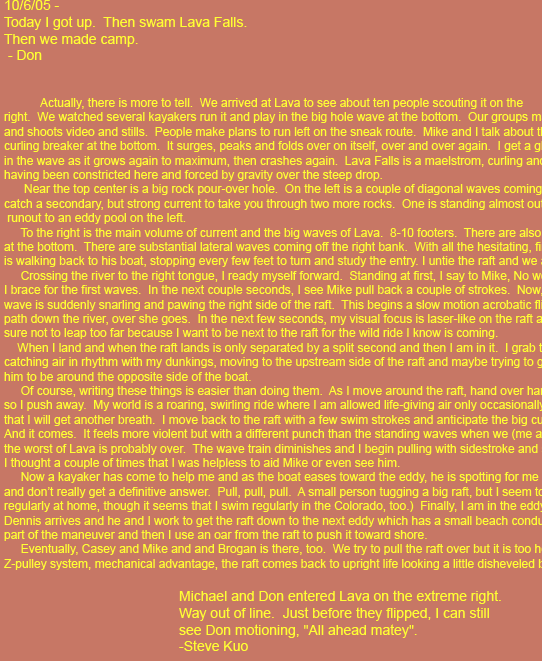 10/6/05 -
Today I got up. Then swam Lava Falls.
Then we made camp.
- Don
Actually, there is more to tell. We arrived at Lava to see about ten people scouting it on the
right. We watched several kayakers run it and play in the big hole wave at the bottom. Our groups m
and shoots video and stills. People make plans to run left on the sneak route. Mike and I talk about t
curling breaker at the bottom. It surges, peaks and folds over on itself, over and over again. I get a g
in the wave as it grows again to maximum, then crashes again. Lava Falls is a maelstrom, curling and
having been constricted here and forced by gravity over the steep drop.
Near the top center is a big rock pour-over hole. On the left is a couple of diagonal waves coming
catch a secondary, but strong current to take you through two more rocks. One is standing almost out
runout to an eddy pool on the left.
To the right is the main volume of current and the big waves of Lava. 8-10 footers. There are also
at the bottom. There are substantial lateral waves coming off the right bank. With all the hesitating, fi
is walking back to his boat, stopping every few feet to turn and study the entry. I untie the raft and we a
Crossing the river to the right tongue, I ready myself forward. Standing at first, I say to Mike, No w
I brace for the first waves. In the next couple seconds, I see Mike pull back a couple of strokes. Now,
wave is suddenly snarling and pawing the right side of the raft. This begins a slow motion acrobatic fl
path down the river, over she goes. In the next few seconds, my visual focus is laser-like on the raft a
sure not to leap too far because I want to be next to the raft for the wild ride I know is coming.
When I land and when the raft lands is only separated by a split second and then I am in it. I grab t
catching air in rhythm with my dunkings, moving to the upstream side of the raft and maybe trying to g
him to be around the opposite side of the boat.
Of course, writing these things is easier than doing them. As I move around the raft, hand over ha
so I push away. My world is a roaring, swirling ride where I am allowed life-giving air only occasionally
that I will get another breath. I move back to the raft with a few swim strokes and anticipate the big cu
And it comes. It feels more violent but with a different punch than the standing waves when we (me a
the worst of Lava is probably over. The wave train diminishes and I begin pulling with sidestroke and
I thought a couple of times that I was helpless to aid Mike or even see him.
Now a kayaker has come to help me and as the boat eases toward the eddy, he is spotting for me
and don't really get a definitive answer. Pull, pull, pull. A small person tugging a big raft, but I seem to
regularly at home, though it seems that I swim regularly in the Colorado, too.) Finally, I am in the eddy
Dennis arrives and he and I work to get the raft down to the next eddy which has a small beach condu
part of the maneuver and then I use an oar from the raft to push it toward shore.
Eventually, Casey and Mike and and Brogan is there, too. We try to pull the raft over but it is too h
Z-pulley system, mechanical advantage, the raft comes back to upright life looking a little disheveled b
Michael and Don entered Lava on the extreme right.
Way out of line. Just before they flipped, I can still
see Don motioning, "All ahead matey".
-Steve Kuo